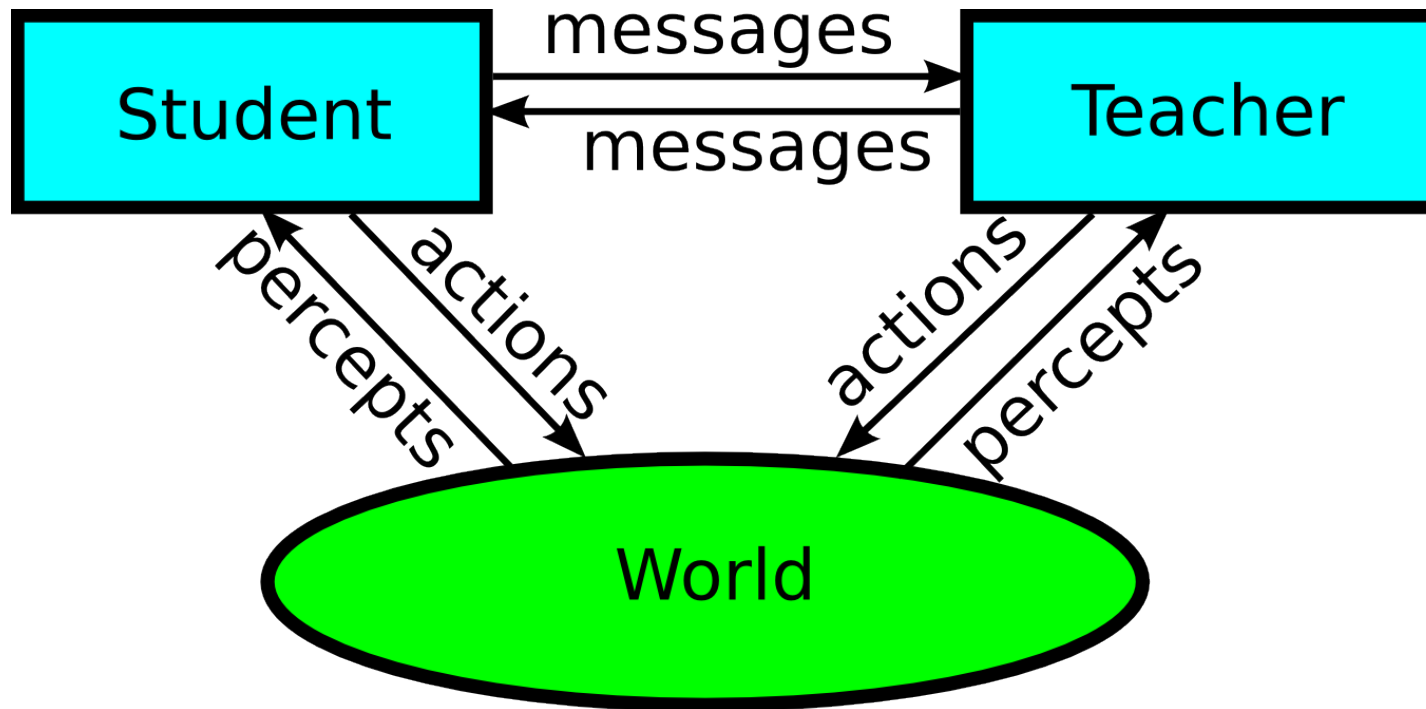 messages
Student
Teacher
messages
percepts
actions
actions
percepts
World